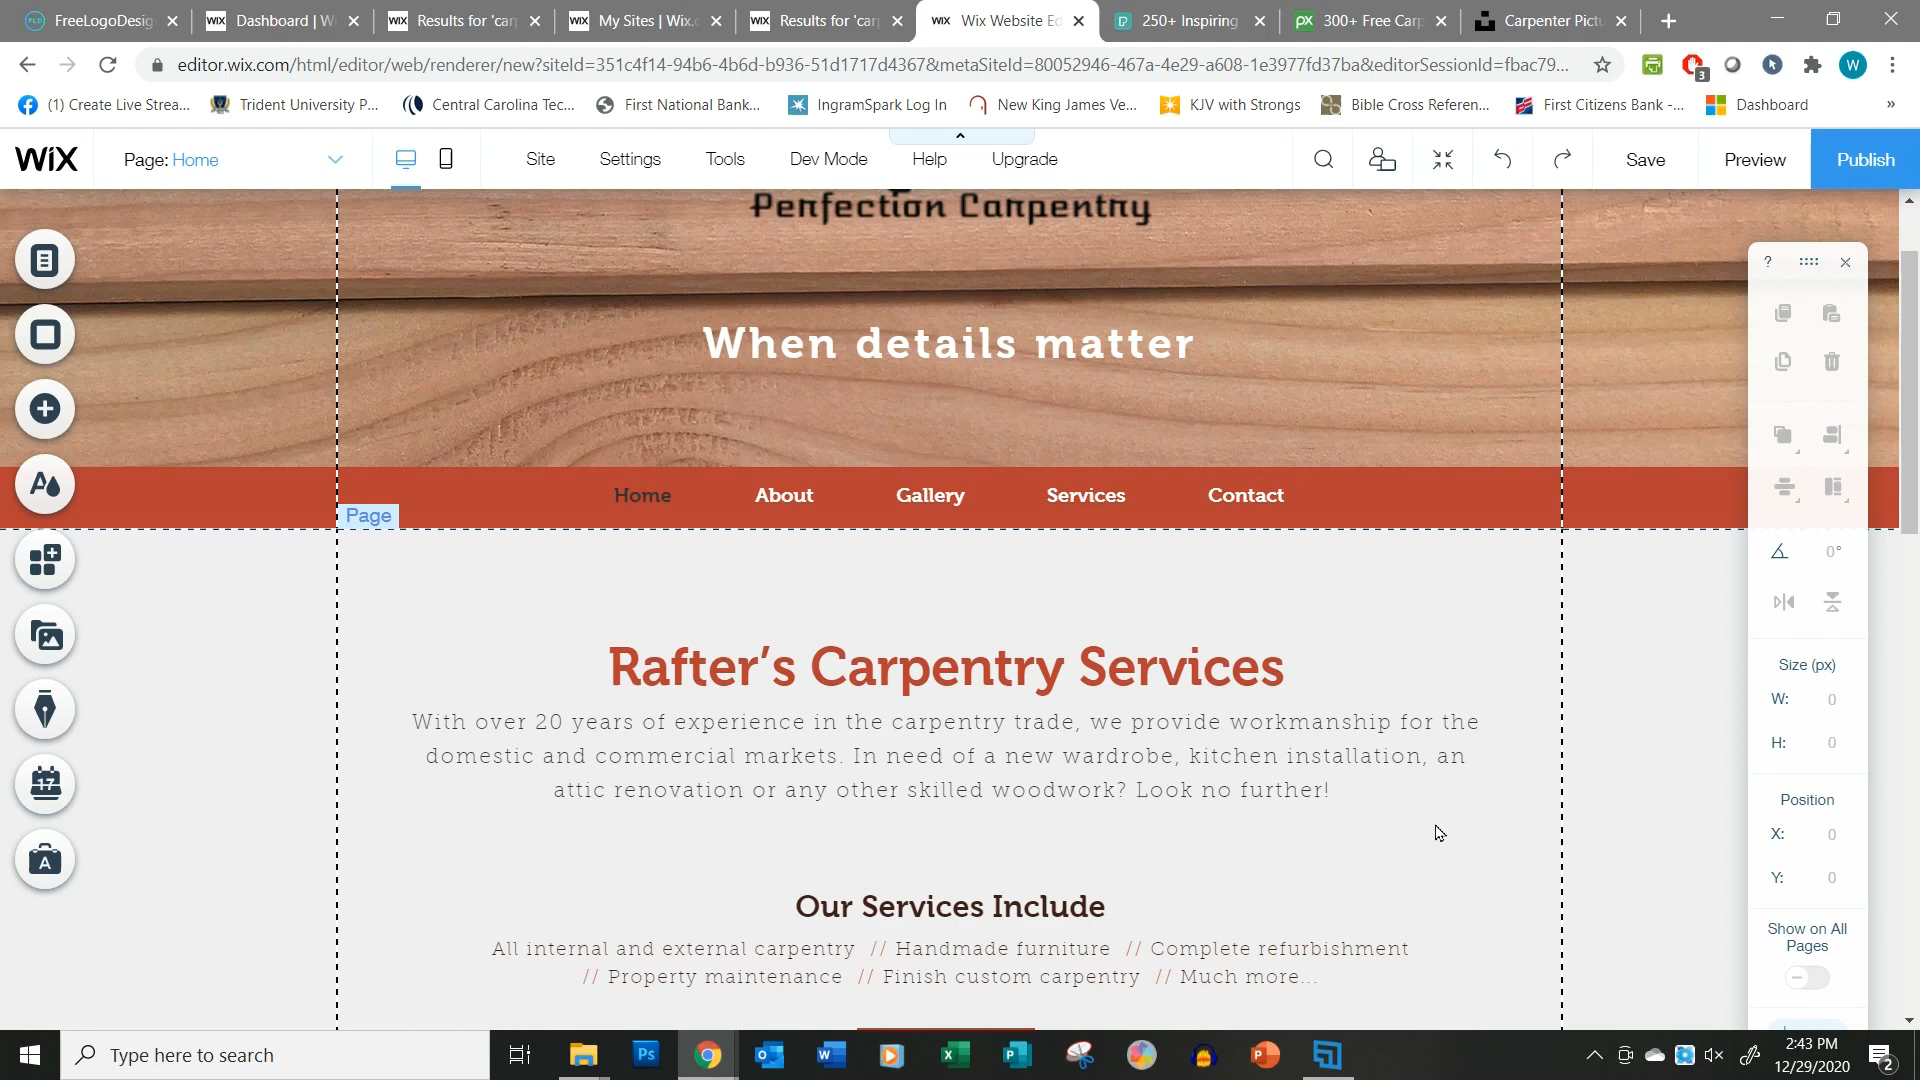 FreeLogoDesig
Dashboard | W
Results for 'car
My Sites | Wix.c
Results for 'car
Wix Website Ed
250+ Inspiring
300+ Free Carp
Carpenter Pictu
editor.wix.com/html/editor/web/renderer/new?siteId=351c4f14-94b6-4b6d-b936-51d1717d4367&metaSiteId=80052946-467a-4e29-a608-1e3977fd37ba&editorSessionId=fbac79...
3
W
(1) Create Live Strea...
Trident University P...
Central Carolina Tec...
First National Bank...
IngramSpark Log In
New King James Ve...
KJV with Strongs
Bible Cross Referen...
First Citizens Bank -...
Dashboard
»
WiX
Page: Home
Site
Settings
Tools
Dev Mode
Help
Upgrade
Save
Preview
Publish
Perfection Carpentry
When details matter
Home
About
Gallery
Services
Contact
Page
Rafter's Carpentry Services
With over 20 years of experience in the carpentry trade, we provide workmanship for the
domestic and commercial markets. In need of a new wardrobe, kitchen installation, an
attic renovation or any other skilled woodwork? Look no further!
Our Services Include
All internal and external carpentry // Handmade furniture // Complete refurbishment
// Property maintenance // Finish custom carpentry // Much more...
17
A
?
0°
Size (px)
W: 0
H: 0
Position
X: 0
Y: 0
Show on All
Pages
Type here to search
2:43 PM
12/29/2020
2